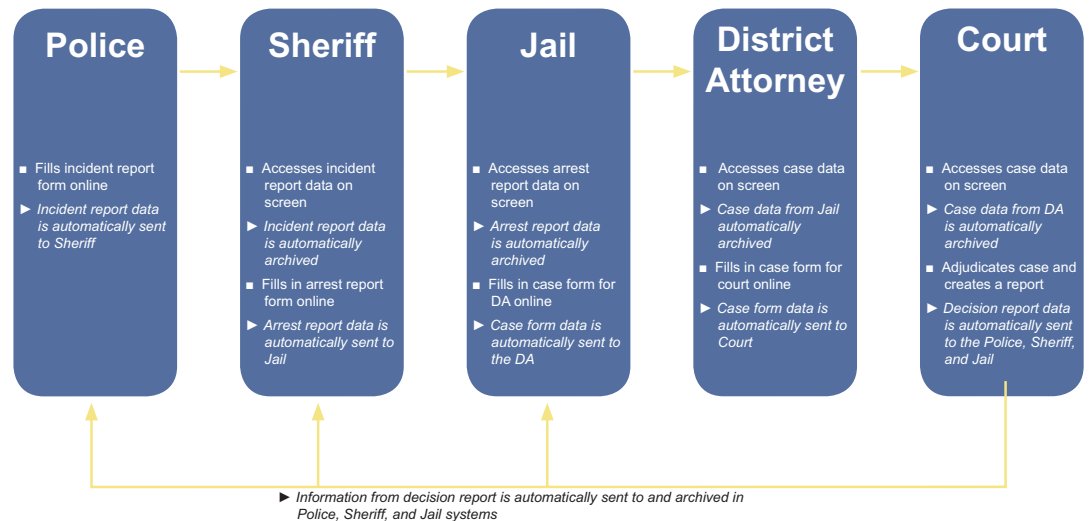 Police
■ Fills incident report
form online
► Incident report data
is automatically sent
to Sheriff
Sheriff
■ Accesses incident
report data on
screen
► Incident report data
is automatically
archived
■ Fills in arrest report
form online
► Arrest report data is
automatically sent to
Jail
Jail
■ Accesses arrest
report data on
screen
► Arrest report data is
automatically
archived
■ Fills in case form for
DA online
► Case form data is
automatically sent to
the DA
District
Attorney
■ Accesses case data
on screen
► Case data from Jail
automatically
archived
■ Fills in case form for
court online
► Case form data is
automatically sent to
Court
Court
■ Accesses case data
on screen
► Case data from DA
is automatically
archived
■ Adjudicates case and
creates a report
► Decision report data
is automatically sent
to the Police, Sheriff,
and Jail
► Information from decision report is automatically sent to and archived in
Police, Sheriff, and Jail systems